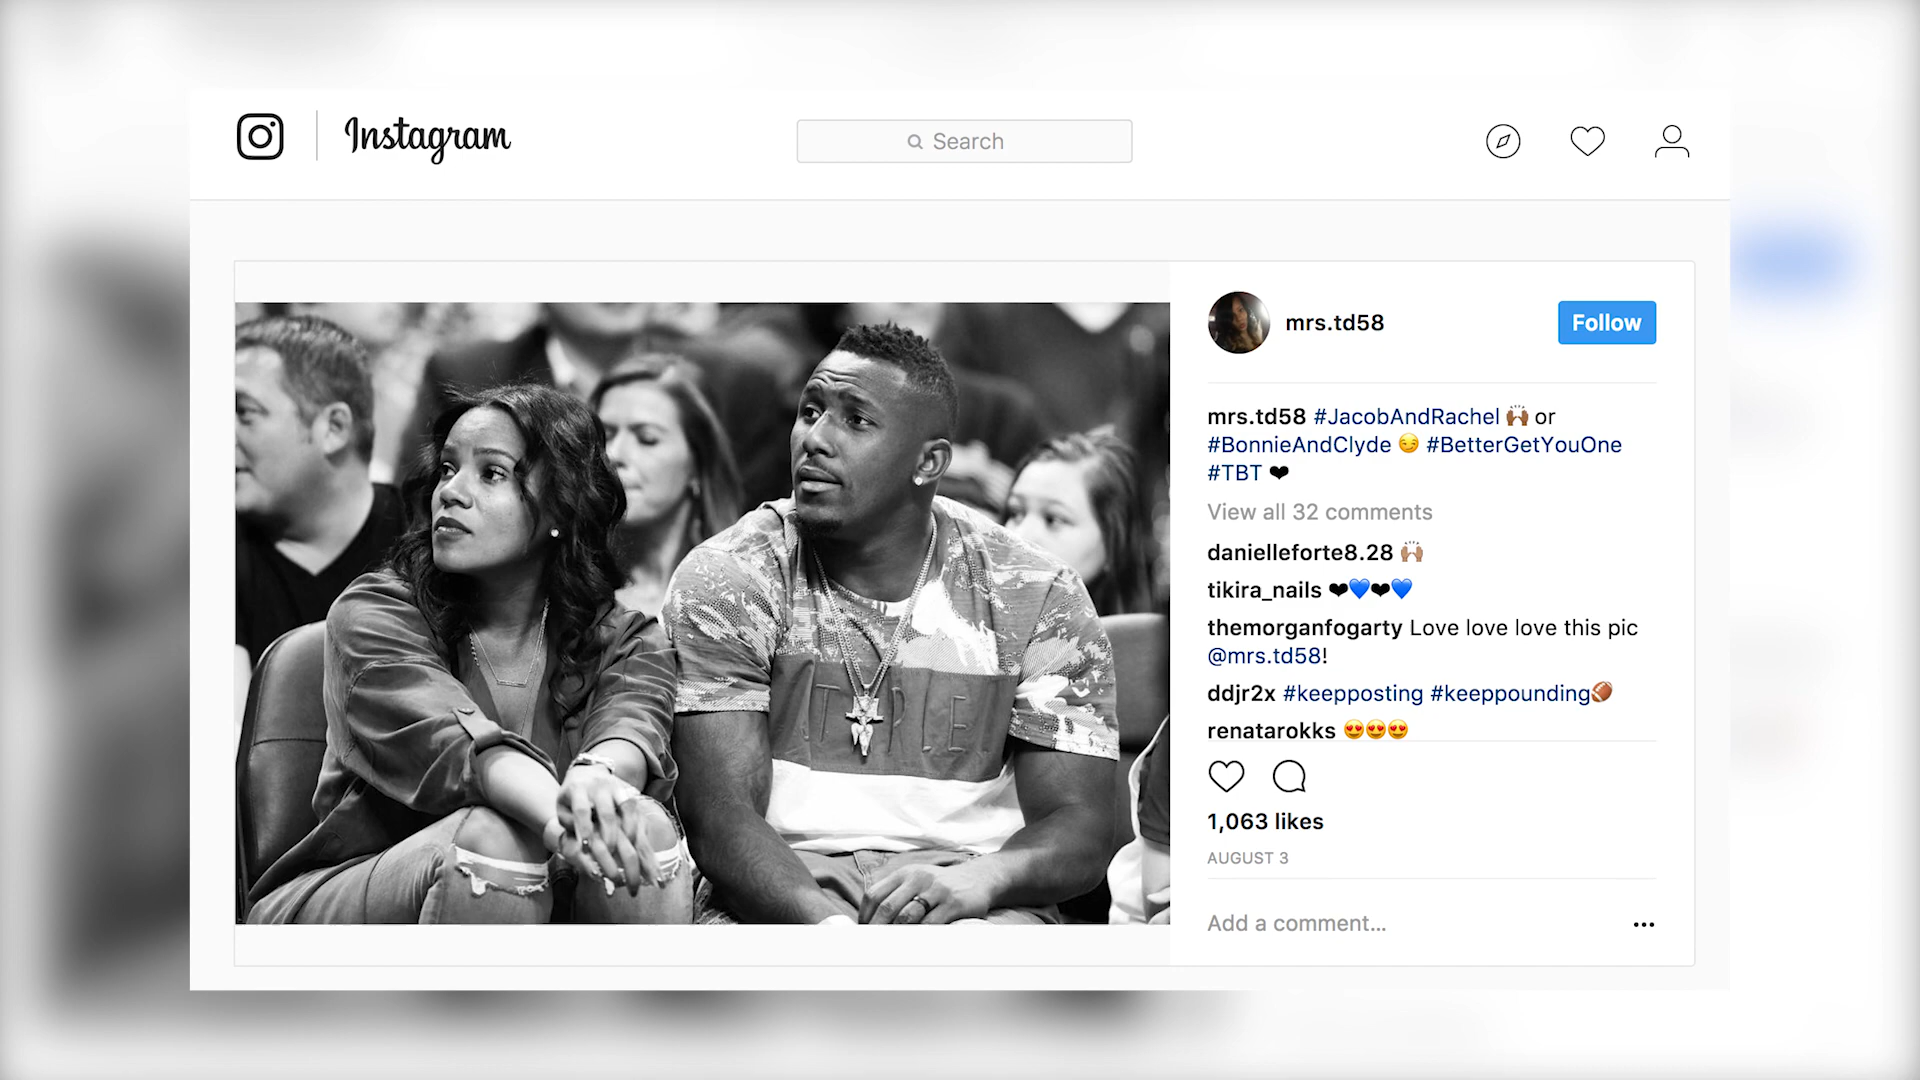 Instagram
Search
mrs.td58
Follow
mrs.td58 #JacobAndRachel 🙌🏾 or
#BonnieAndClyde 😏 #BetterGetYouOne
#TBT ❤
View all 32 comments
danielleforte8.28 🙌🏽
tikira_nails ❤💙❤💙
themorganfogarty Love love love this pic
@mrs.td58!
ddjr2x #keepposting #keeppounding🏈
renatarokks 😍😍😍
1,063 likes
AUGUST 3
Add a comment...